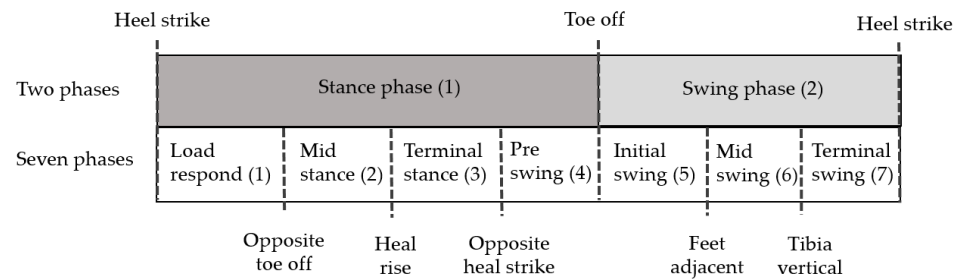 Heel strike
Toe off
Heel strike
Two phases
Stance phase (1)
Swing phase (2)
Seven phases
Load
respond (1)
Mid
stance (2)
Terminal
stance (3)
Pre
swing (4)
Initial
swing (5)
Mid
swing (6)
Terminal
swing (7)
Opposite
toe off
Heal
rise
Opposite
heal strike
Feet
adjacent
Tibia
vertical